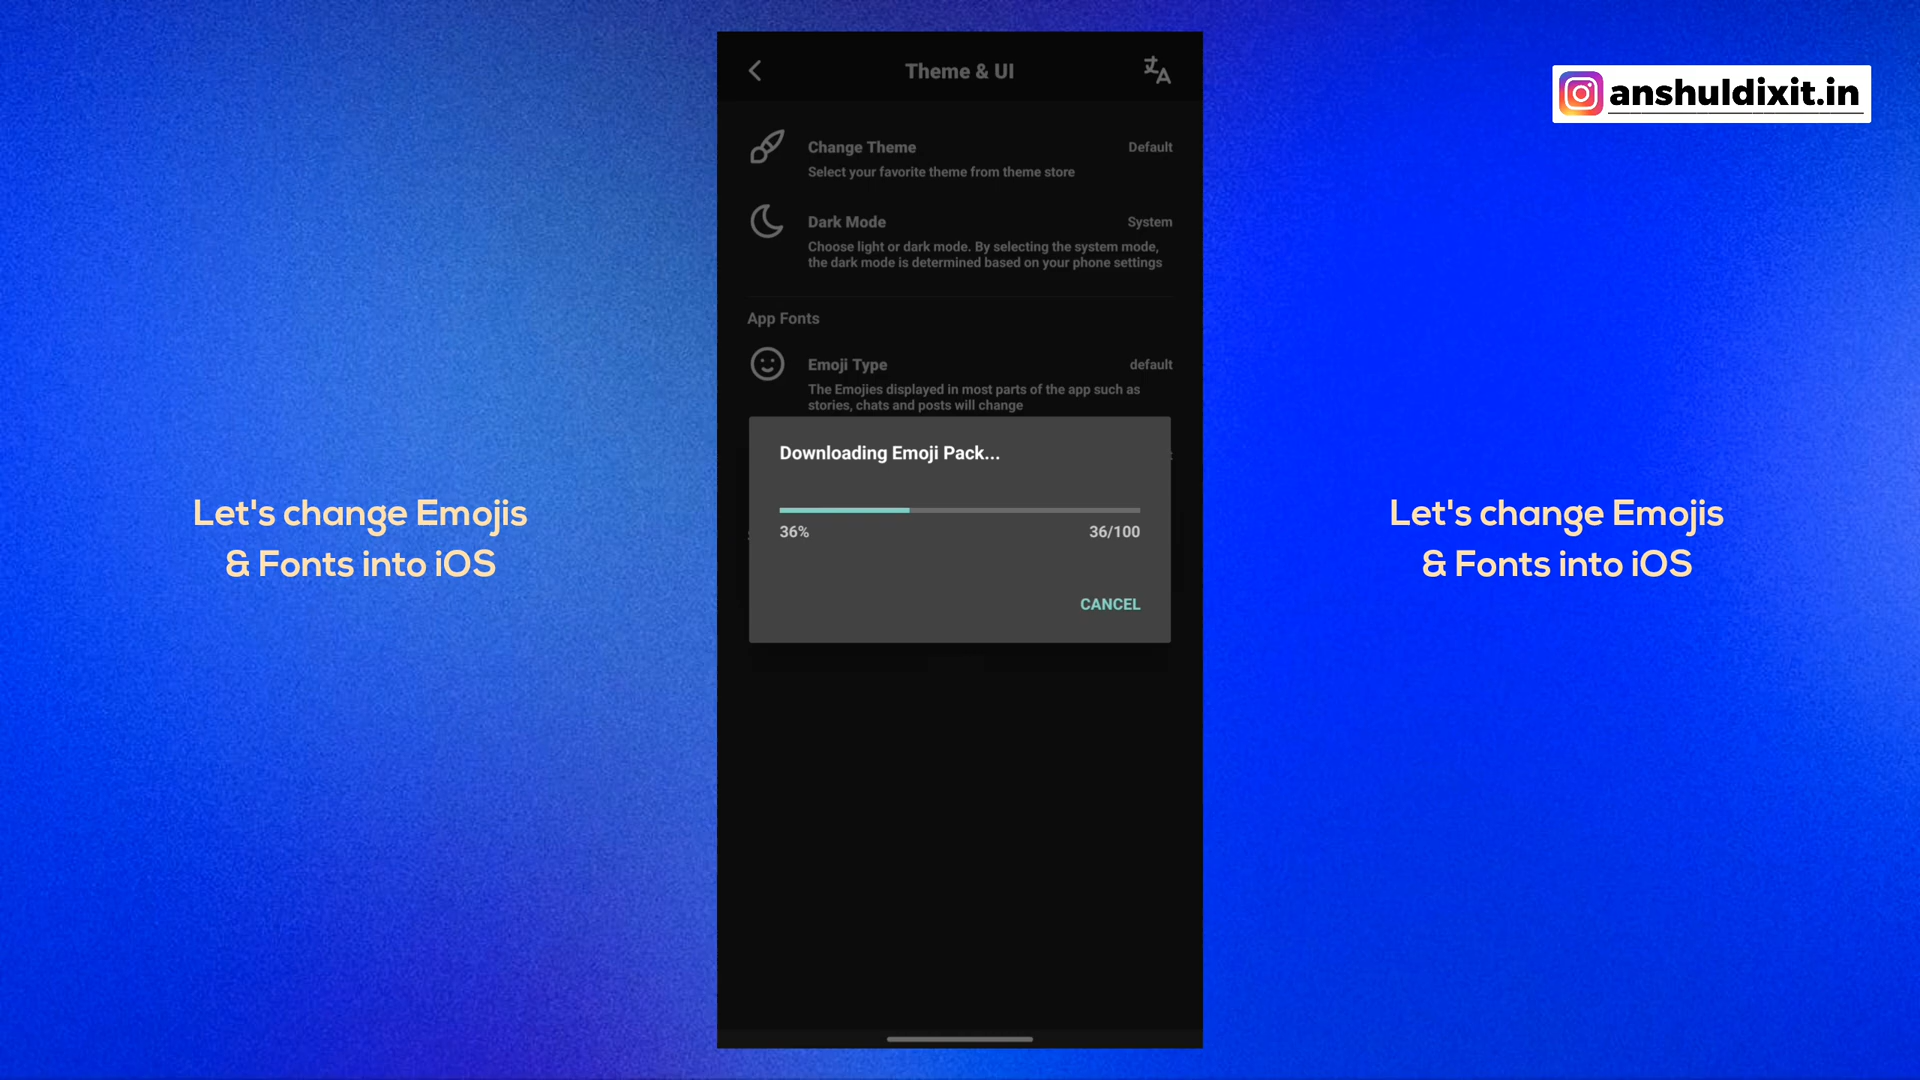 Theme & UI
anshuldixit.in
Change Theme
Default
Select your favorite theme from theme store
Dark Mode
System
Choose light or dark mode. By selecting the system mode,
the dark mode is determined based on your phone settings
App Fonts
Emoji Type
default
The Emojies displayed in most parts of the app such as
stories, chats and posts will change
Downloading Emoji Pack...
36%
36/100
CANCEL
Let's change Emojis
& Fonts into iOS
Let's change Emojis
& Fonts into iOS